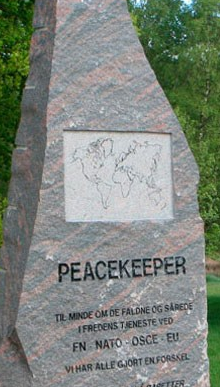 PEACEKEEPER
TIL MINDE OM DE FALDNE OG SÅREDE
I FREDENS TJENESTE VED
FN - NATO - OSCE - EU
VI HAR ALLE GJORT EN FORSKEL